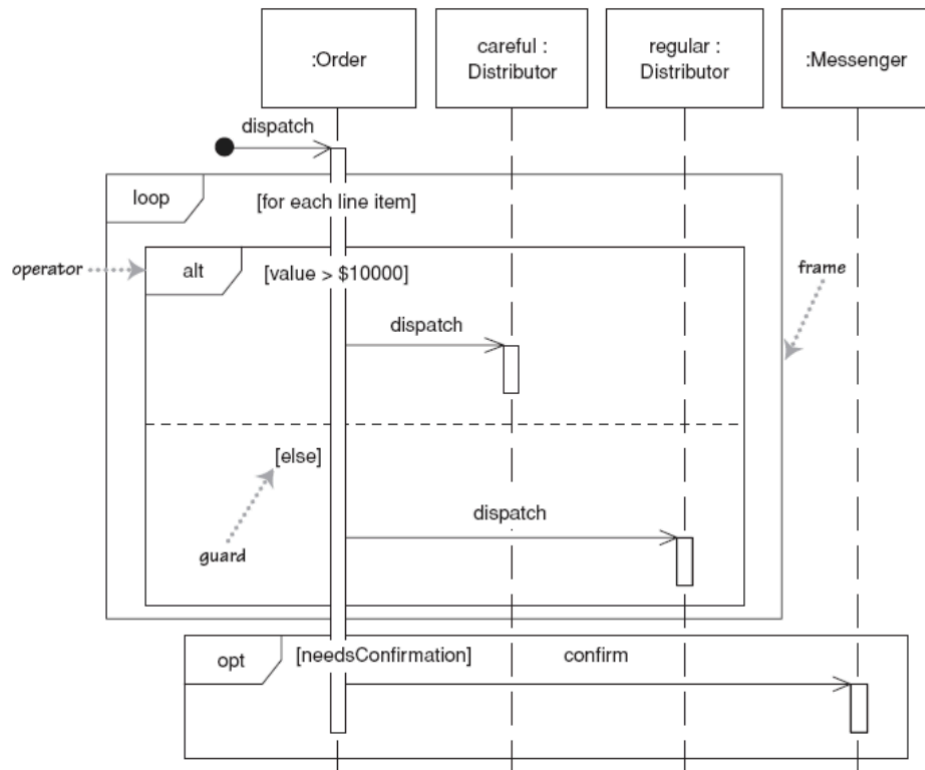 :Order
careful :
Distributor
regular :
Distributor
:Messenger
dispatch
loop
[for each line item]
operator
alt
[value > $10000]
frame
dispatch
[else]
dispatch
guard
opt
[needsConfirmation]
confirm